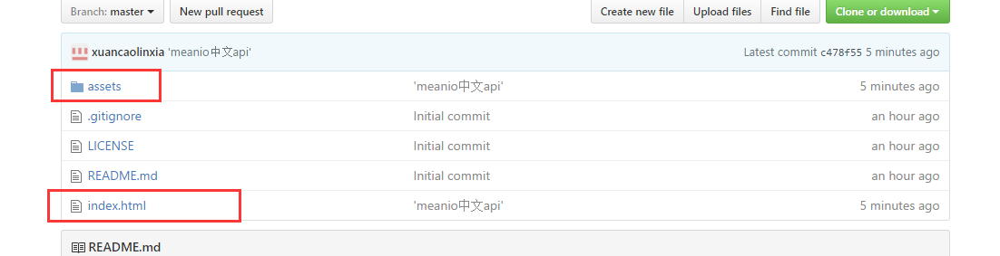 Branch: master New pull request Create new file Upload files Find file Clone or download
xuancaolinxia 'meanio中文api' Latest commit c478f55 5 minutes ago
assets 'meanio中文api' 5 minutes ago
.gitignore Initial commit an hour ago
LICENSE Initial commit an hour ago
README.md Initial commit an hour ago
index.html 'meanio中文api' 5 minutes ago
README.md